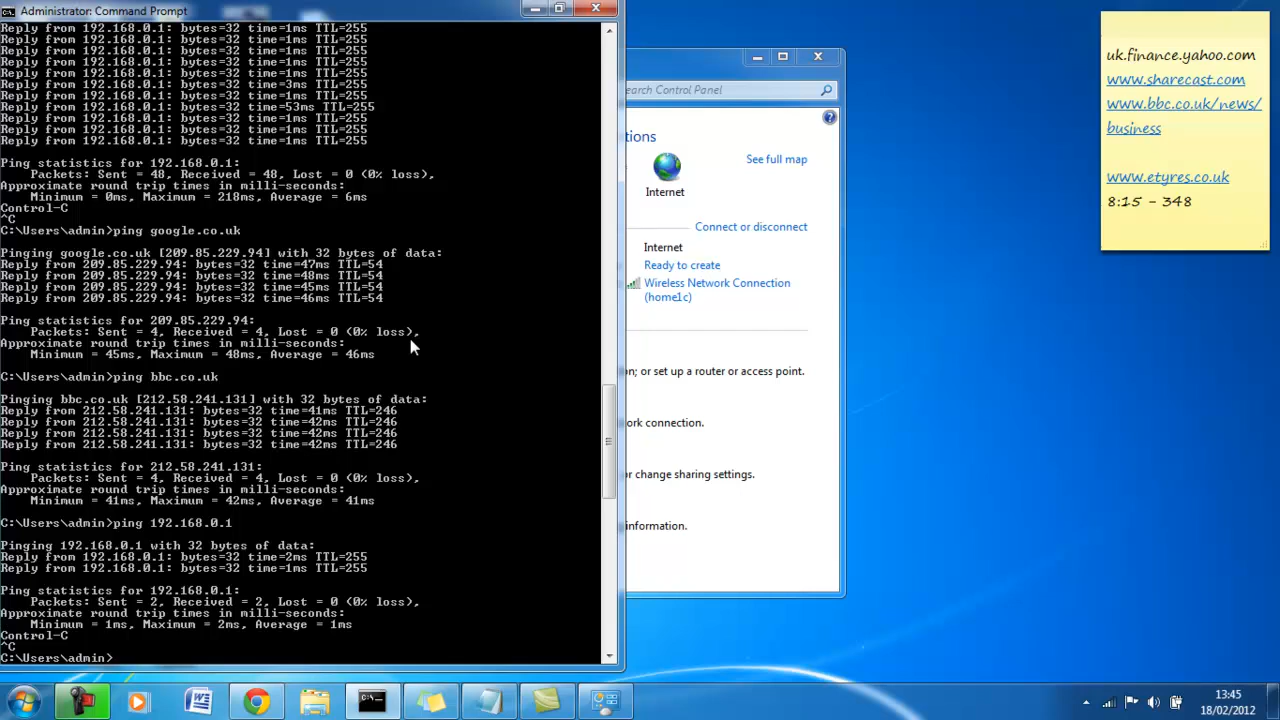 Administrator: Command Prompt
Reply from 192.168.0.1: bytes=32 time=1ms TTL=255
Reply from 192.168.0.1: bytes=32 time=1ms TTL=255
Reply from 192.168.0.1: bytes=32 time=1ms TTL=255
Reply from 192.168.0.1: bytes=32 time=1ms TTL=255
Reply from 192.168.0.1: bytes=32 time=1ms TTL=255
Reply from 192.168.0.1: bytes=32 time=3ms TTL=255
Reply from 192.168.0.1: bytes=32 time=1ms TTL=255
Reply from 192.168.0.1: bytes=32 time=53ms TTL=255
Reply from 192.168.0.1: bytes=32 time=1ms TTL=255
Reply from 192.168.0.1: bytes=32 time=1ms TTL=255
Reply from 192.168.0.1: bytes=32 time=1ms TTL=255
Ping statistics for 192.168.0.1:
Packets: Sent = 48, Received = 48, Lost = 0 (0% loss),
Approximate round trip times in milli-seconds:
Minimum = 0ms, Maximum = 218ms, Average = 6ms
Control-C
^C
C:\Users\admin>ping google.co.uk
Pinging google.co.uk [209.85.229.94] with 32 bytes of data:
Reply from 209.85.229.94: bytes=32 time=47ms TTL=54
Reply from 209.85.229.94: bytes=32 time=48ms TTL=54
Reply from 209.85.229.94: bytes=32 time=45ms TTL=54
Reply from 209.85.229.94: bytes=32 time=46ms TTL=54
Ping statistics for 209.85.229.94:
Packets: Sent = 4, Received = 4, Lost = 0 (0% loss),
Approximate round trip times in milli-seconds:
Minimum = 45ms, Maximum = 48ms, Average = 46ms
C:\Users\admin>ping bbc.co.uk
Pinging bbc.co.uk [212.58.241.131] with 32 bytes of data:
Reply from 212.58.241.131: bytes=32 time=41ms TTL=246
Reply from 212.58.241.131: bytes=32 time=42ms TTL=246
Reply from 212.58.241.131: bytes=32 time=42ms TTL=246
Reply from 212.58.241.131: bytes=32 time=42ms TTL=246
Ping statistics for 212.58.241.131:
Packets: Sent = 4, Received = 4, Lost = 0 (0% loss),
Approximate round trip times in milli-seconds:
Minimum = 41ms, Maximum = 42ms, Average = 41ms
C:\Users\admin>ping 192.168.0.1
Pinging 192.168.0.1 with 32 bytes of data:
Reply from 192.168.0.1: bytes=32 time=2ms TTL=255
Reply from 192.168.0.1: bytes=32 time=1ms TTL=255
Ping statistics for 192.168.0.1:
Packets: Sent = 2, Received = 2, Lost = 0 (0% loss),
Approximate round trip times in milli-seconds:
Minimum = 1ms, Maximum = 2ms, Average = 1ms
Control-C
^C
C:\Users\admin>
earch Control Panel
tions
See full map
Internet
Connect or disconnect
Internet
Ready to create
Wireless Network Connection
(home1c)
on; or set up a router or access point.
ork connection.
or change sharing settings.
information.
uk.finance.yahoo.com
www.sharecast.com
www.bbc.co.uk/news/
business
www.etyres.co.uk
8:15 - 348
13:45
18/02/2012